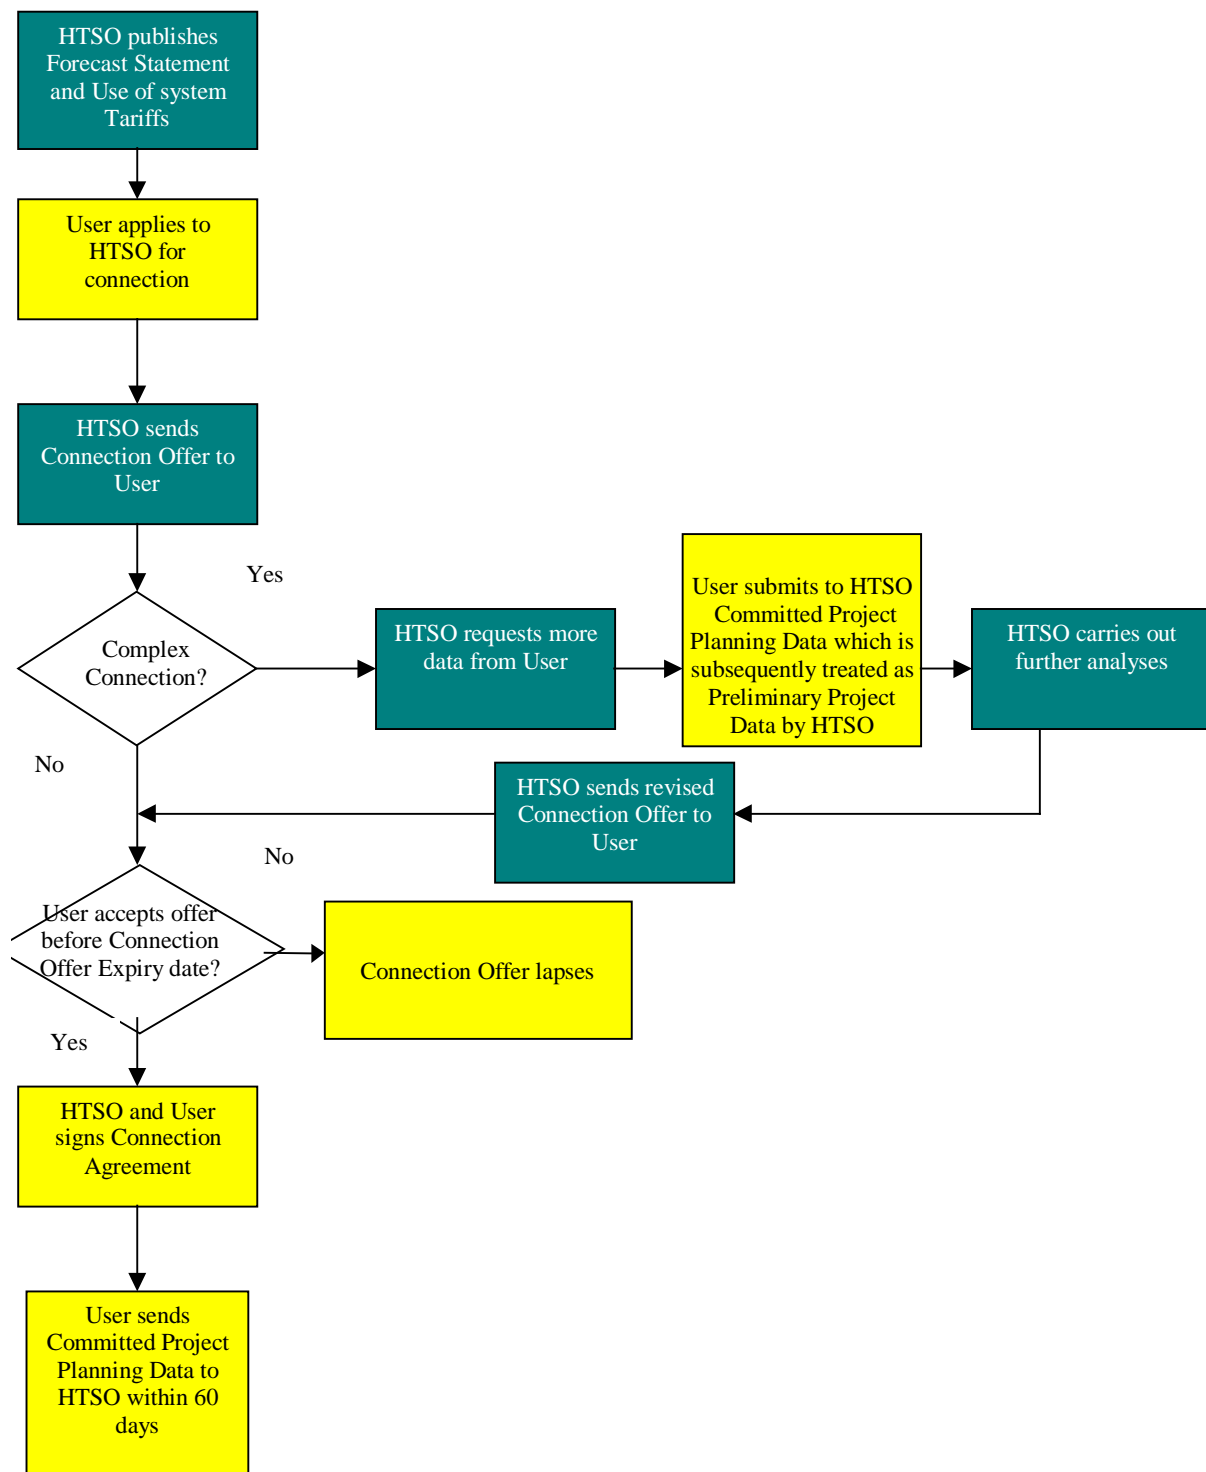 HTSO publishes
Forecast Statement
and Use of system
Tariffs
User applies to
HTSO for
connection
HTSO sends
Connection Offer to
User
Yes
Complex
Connection?
HTSO requests more
data from User
User submits to HTSO
Committed Project
Planning Data which is
subsequently treated as
Preliminary Project
Data by HTSO
HTSO carries out
further analyses
No
HTSO sends revised
Connection Offer to
User
No
User accepts offer
before Connection
Offer Expiry date?
Connection Offer lapses
Yes
HTSO and User
signs Connection
Agreement
User sends
Committed Project
Planning Data to
HTSO within 60
days